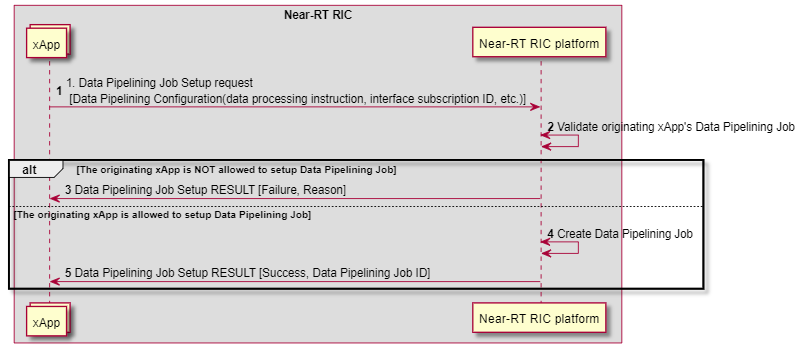 Near-RT RIC
xApp
Near-RT RIC platform
1. Data Pipelining Job Setup request
1
[Data Pipelining Configuration(data processing instruction, interface subscription ID, etc.)]
2 Validate originating xApp's Data Pipelining Job
alt [The originating xApp is NOT allowed to setup Data Pipelining Job]
3 Data Pipelining Job Setup RESULT [Failure, Reason]
[The originating xApp is allowed to setup Data Pipelining Job]
4 Create Data Pipelining Job
5 Data Pipelining Job Setup RESULT [Success, Data Pipelining Job ID]
xApp
Near-RT RIC platform